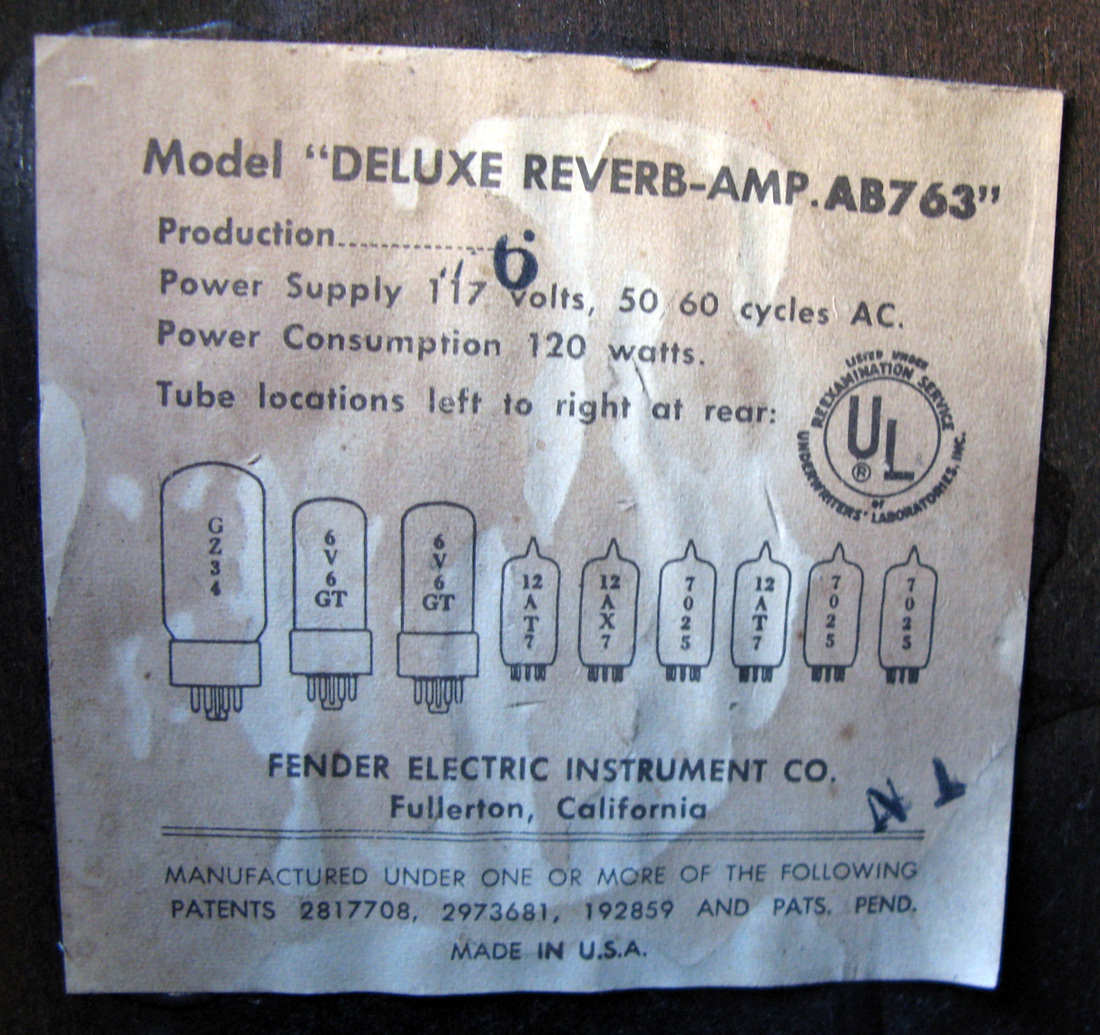 Model “DELUXE REVERB-AMP. AB763”
Production.................. 6
Power Supply 117 volts, 50 60 cycles AC.
Power Consumption 120 watts.
Tube locations left to right at rear:
LISTED UNDER
REEXAMINATION SERVICE
UL
®
OF
UNDERWRITERS' LABORATORIES, INC.
GZ34
6V6GT
6V6GT
12AT7
12AX7
7025
12AT7
7025
7025
FENDER ELECTRIC INSTRUMENT CO.
Fullerton, California
MANUFACTURED UNDER ONE OR MORE OF THE FOLLOWING
PATENTS 2817708, 2973681, 192859 AND PATS. PEND.
MADE IN U.S.A.